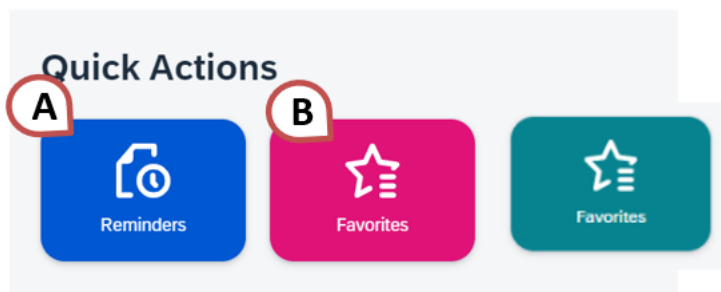 Quick Actions
A
B
Reminders
Favorites
Favorites